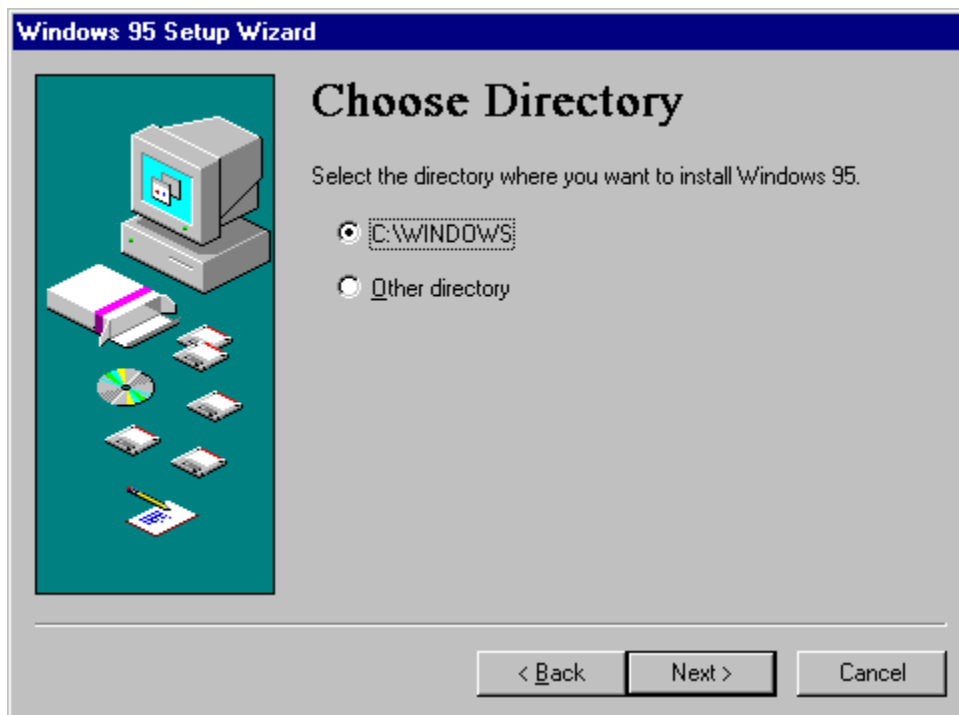 Windows 95 Setup Wizard
Choose Directory
Select the directory where you want to install Windows 95.
C:\WINDOWS
Other directory
< Back
Next >
Cancel